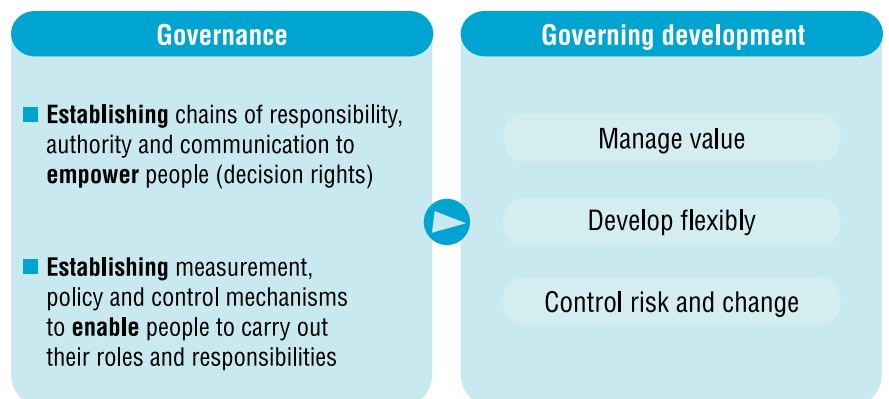 Governance
Establishing chains of responsibility,
authority and communication to
empower people (decision rights)
Establishing measurement,
policy and control mechanisms
to enable people to carry out
their roles and responsibilities
Governing development
Manage value
Develop flexibly
Control risk and change